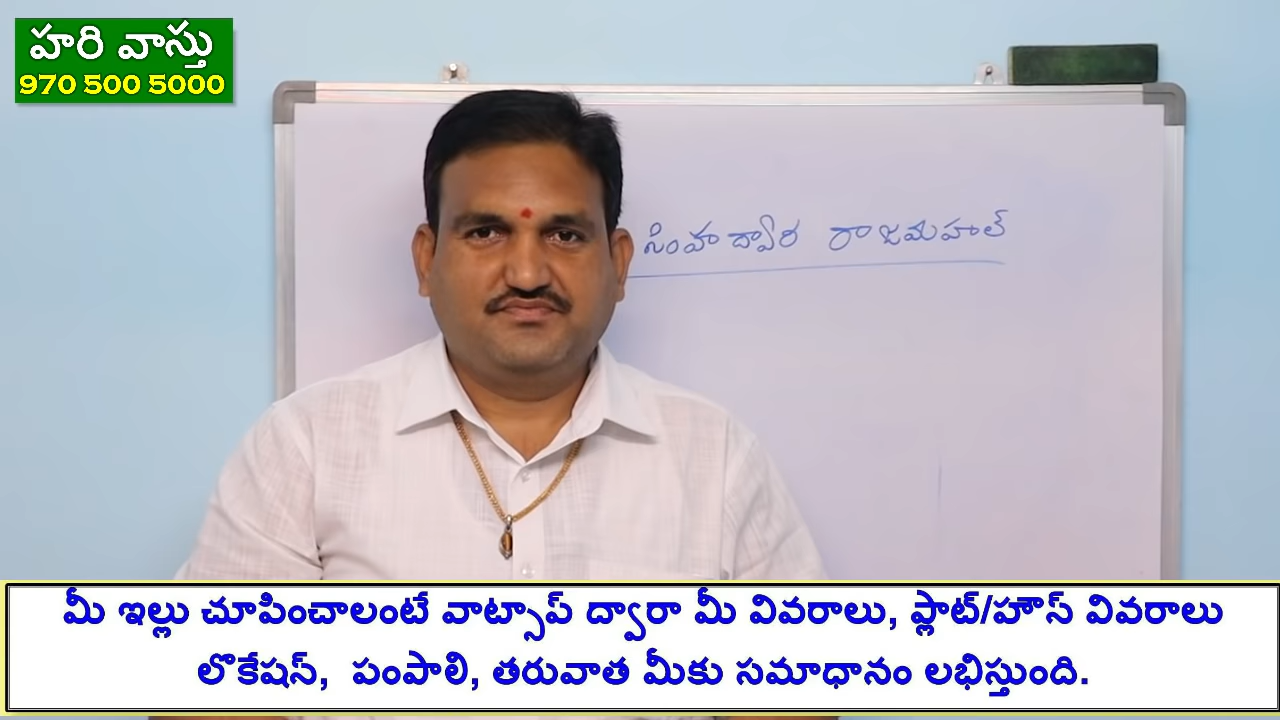 హరి వాస్తు
970 500 5000
సింహ ద్వార రాజమహల్
మీ ఇల్లు చూపించాలంటే వాట్సాప్ ద్వారా మీ వివరాలు, ప్లాట్/హౌస్ వివరాలు
లొకేషన్, పంపాలి, తరువాత మీకు సమాధానం లభిస్తుంది.